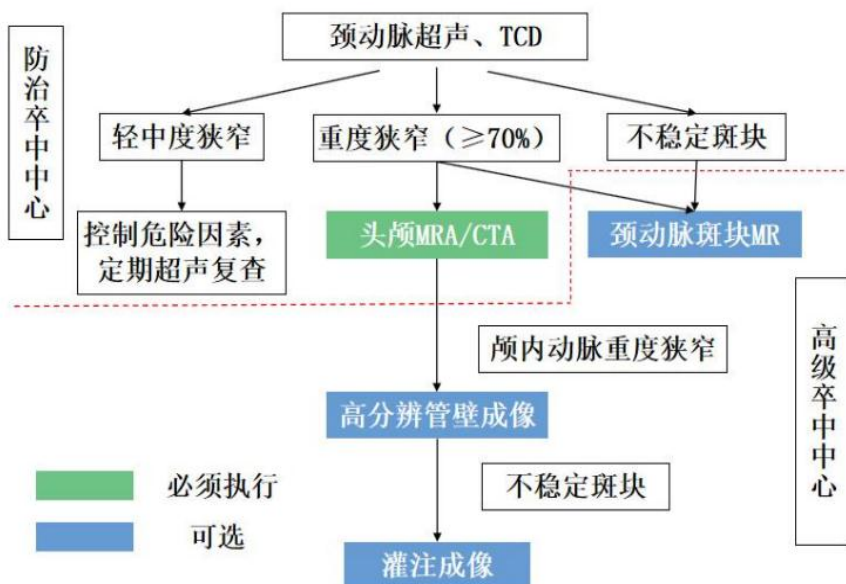 颈动脉超声、TCD
防治卒中中心
轻中度狭窄
重度狭窄（≥70%）
不稳定斑块
控制危险因素，
定期超声复查
头颅MRA/CTA
颈动脉斑块MR
颅内动脉重度狭窄
高级卒中中心
高分辨管壁成像
必须执行
不稳定斑块
可选
灌注成像